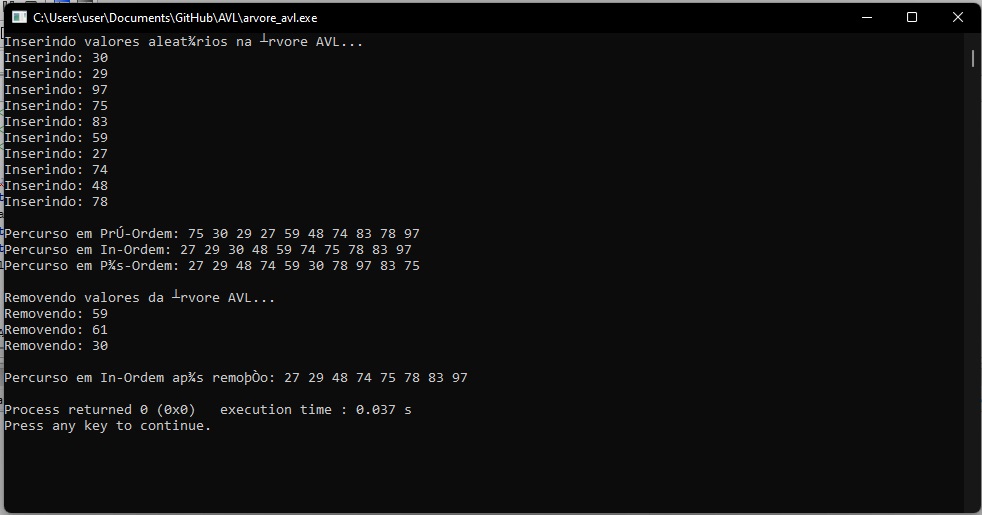 C:\Users\user\Documents\GitHub\AVL\arvore_avl.exe
Inserindo valores aleat¾rios na ┴rvore AVL...
Inserindo: 30
Inserindo: 29
Inserindo: 97
Inserindo: 75
Inserindo: 83
Inserindo: 59
Inserindo: 27
Inserindo: 74
Inserindo: 48
Inserindo: 78
Percurso em PrÚ-Ordem: 75 30 29 27 59 48 74 83 78 97
Percurso em In-Ordem: 27 29 30 48 59 74 75 78 83 97
Percurso em P¾s-Ordem: 27 29 48 74 59 30 78 97 83 75
Removendo valores da ┴rvore AVL...
Removendo: 59
Removendo: 61
Removendo: 30
Percurso em In-Ordem ap¾s remoþÒo: 27 29 48 74 75 78 83 97
Process returned 0 (0x0)   execution time : 0.037 s
Press any key to continue.